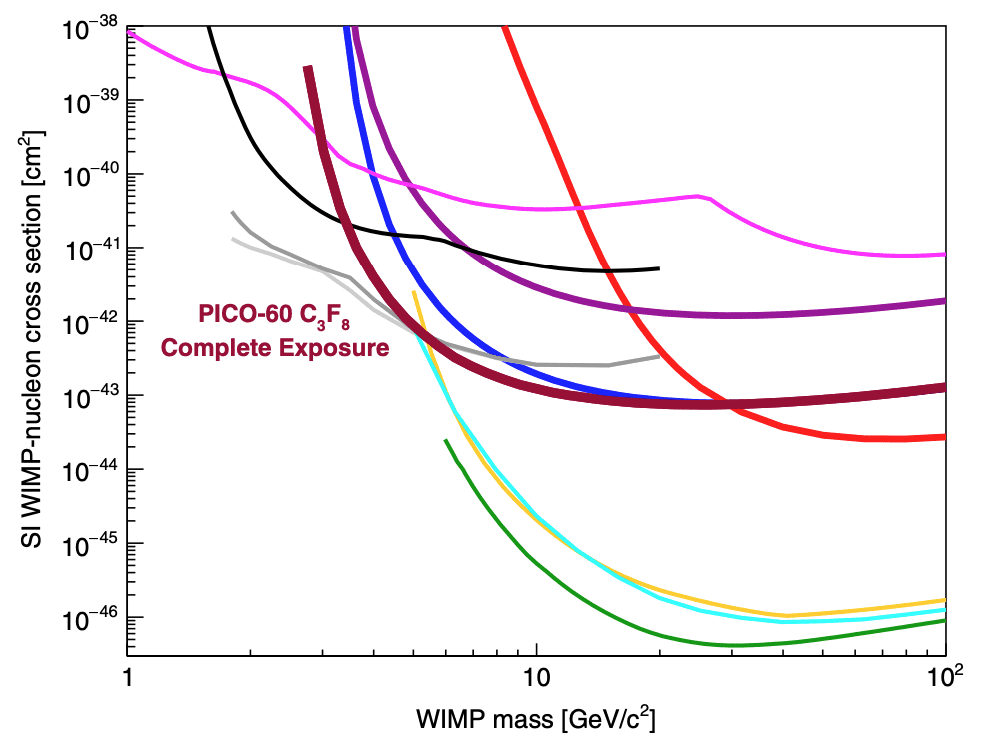 SI WIMP-nucleon cross section [cm²]
10⁻³⁸
10⁻³⁹
10⁻⁴⁰
10⁻⁴¹
10⁻⁴²
10⁻⁴³
10⁻⁴⁴
10⁻⁴⁵
10⁻⁴⁶
PICO-60 C₃F₈
Complete Exposure
1 10 10²
WIMP mass [GeV/c²]